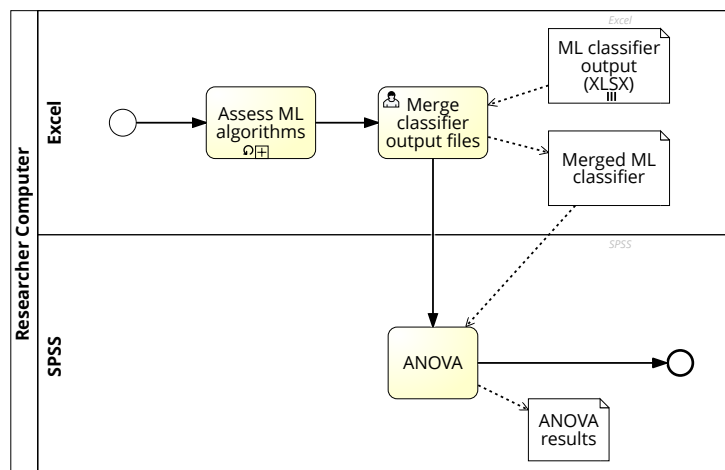 Researcher Computer
Excel
Excel
Assess ML
algorithms
Merge
classifier
output files
ML classifier
output
(XLSX)
Merged ML
classifier
SPSS
SPSS
ANOVA
ANOVA
results